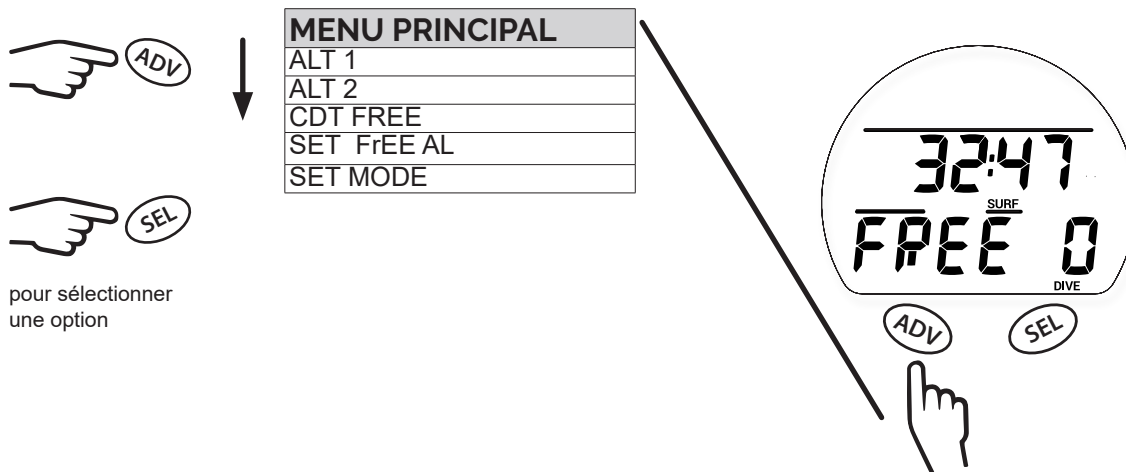 ADV
SEL
pour sélectionner
une option
MENU PRINCIPAL
ALT 1
ALT 2
CDT FREE
SET FrEE AL
SET MODE
32:47
SURF
FREE 0
DIVE
ADV
SEL